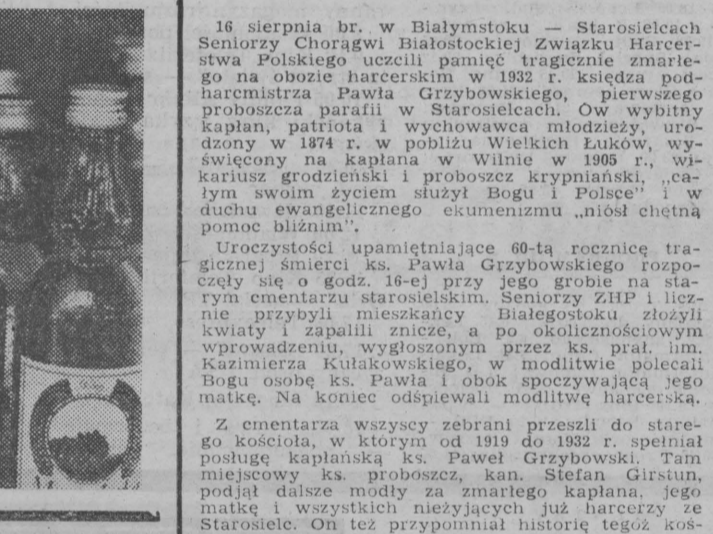 16 sierpnia br. w Białymstoku — Starosielcach
Seniorzy Chorągwi Białostockiej Związku Harcer-
stwa Polskiego uczcili pamięć tragicznie zmarłe-
go na obozie harcerskim w 1932 r. księdza pod-
harcmistrza Pawła Grzybowskiego, pierwszego
proboszcza parafii w Starosielcach. Ów wybitny
kapłan, patriota i wychowawca młodzieży, uro-
dzony w 1874 r. w pobliżu Wielkich Łuków, wy-
święcony na kapłana w Wilnie w 1905 r., wi-
kariusz grodzieński i proboszcz krypniański, „ca-
łym swoim życiem służył Bogu i Polsce” i w
duchu ewangelicznego ekumenizmu „niósł chętną
pomoc bliźnim”.
Uroczystości upamiętniające 60-tą rocznicę tra-
gicznej śmierci ks. Pawła Grzybowskiego rozpo-
częły się o godz. 16-ej przy jego grobie na sta-
rym cmentarzu starosielskim. Seniorzy ZHP i licz-
nie przybyli mieszkańcy Białegostoku złożyli
kwiaty i zapalili znicze, a po okolicznościowym
wprowadzeniu, wygłoszonym przez ks. prał. hm.
Kazimierza Kułakowskiego, w modlitwie polecali
Bogu osobę ks. Pawła i obok spoczywającą jego
matkę. Na koniec odśpiewali modlitwę harcerską.
Z cmentarza wszyscy zebrani przeszli do stare-
go kościoła, w którym od 1919 do 1932 r. spełniał
posługę kapłańską ks. Paweł Grzybowski. Tam
miejscowy ks. proboszcz, kan. Stefan Girstun,
podjął dalsze modły za zmarłego kapłana, jego
matkę i wszystkich nieżyjących już harcerzy ze
Starosielc. On też przypomniał historię tegoż koś-